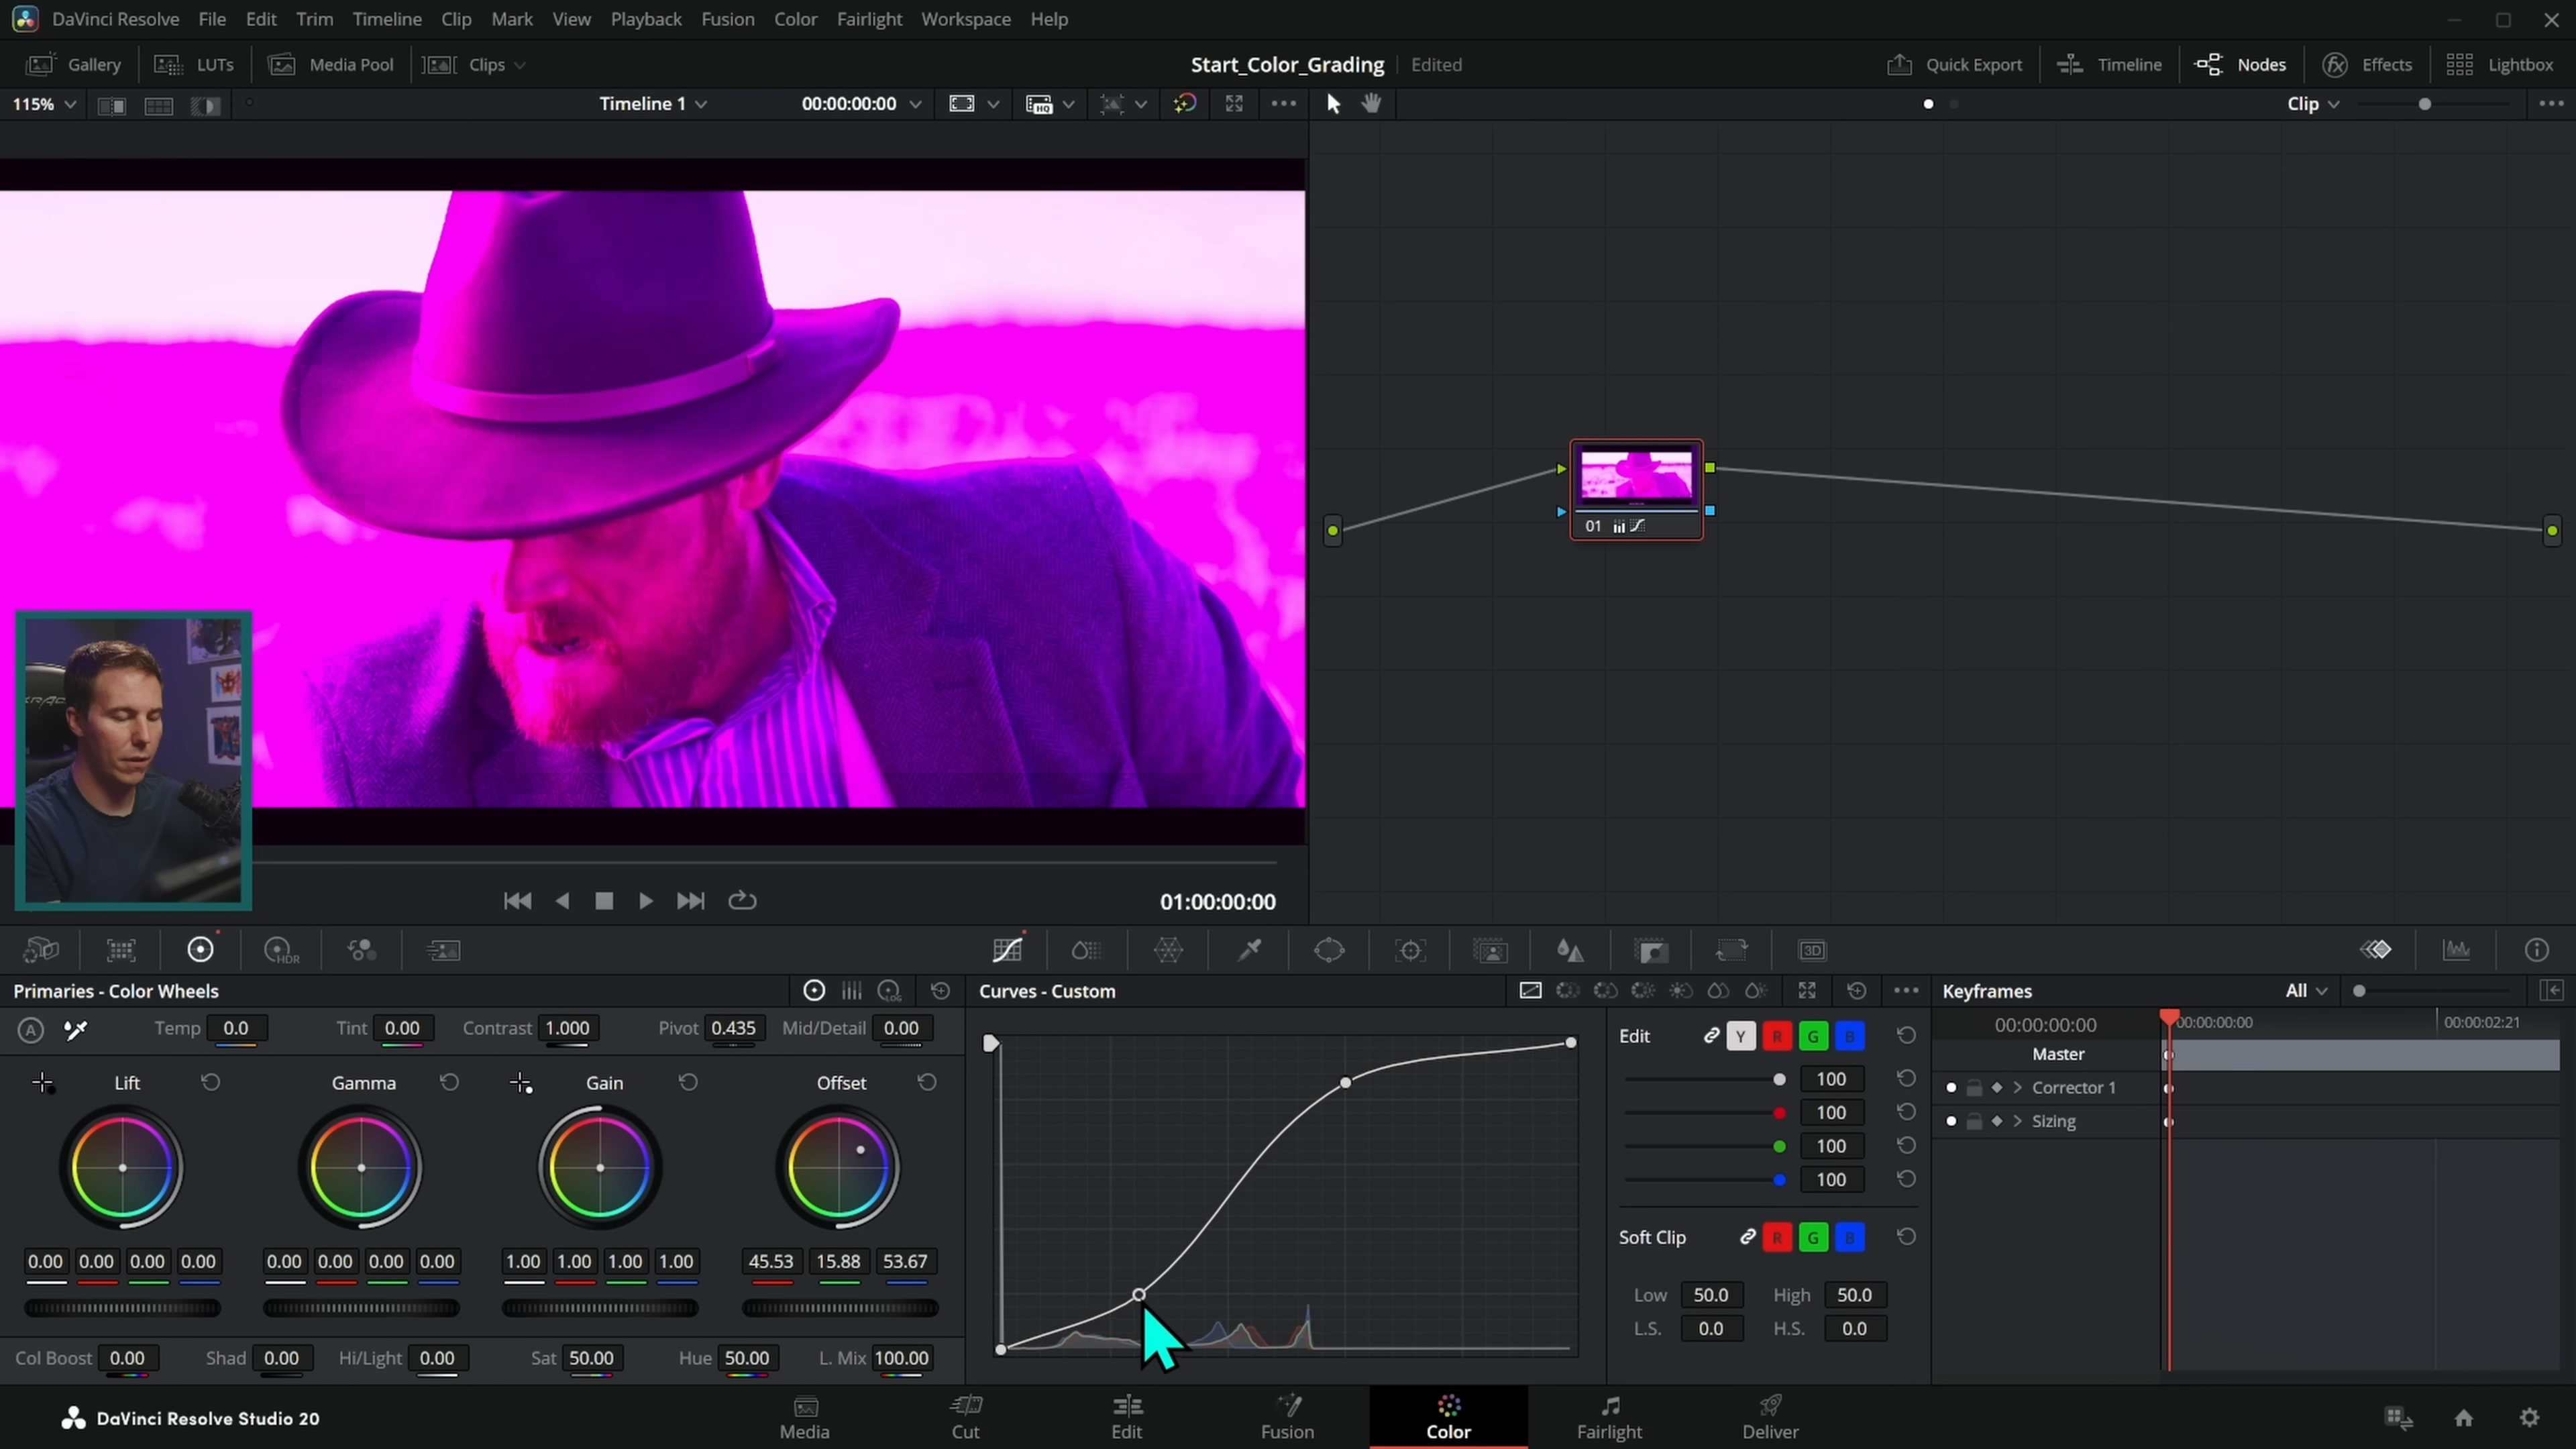 DaVinci Resolve File Edit Trim Timeline Clip Mark View Playback Fusion Color Fairlight Workspace Help
Gallery LUTs Media Pool Clips Start_Color_Grading Edited Quick Export Timeline Nodes Effects Lightbox
115% Timeline 1 00:00:00:00 HQ Clip
01
01:00:00:00
HDR 3D
Primaries - Color Wheels LOG Curves - Custom Keyframes All
A Temp 0.0 Tint 0.00 Contrast 1.000 Pivot 0.435 Mid/Detail 0.00
Edit Y R G B
00:00:00:00 00:00:00:00 00:00:02:21
Master
Lift Gamma Gain Offset
100
Corrector 1
100
Sizing
100
100
Soft Clip R G B
0.00 0.00 0.00 0.00 0.00 0.00 0.00 0.00 1.00 1.00 1.00 1.00 45.53 15.88 53.67
Low 50.0 High 50.0
L.S. 0.0 H.S. 0.0
Col Boost 0.00 Shad 0.00 Hi/Light 0.00 Sat 50.00 Hue 50.00 L. Mix 100.00
DaVinci Resolve Studio 20 Media Cut Edit Fusion Color Fairlight Deliver